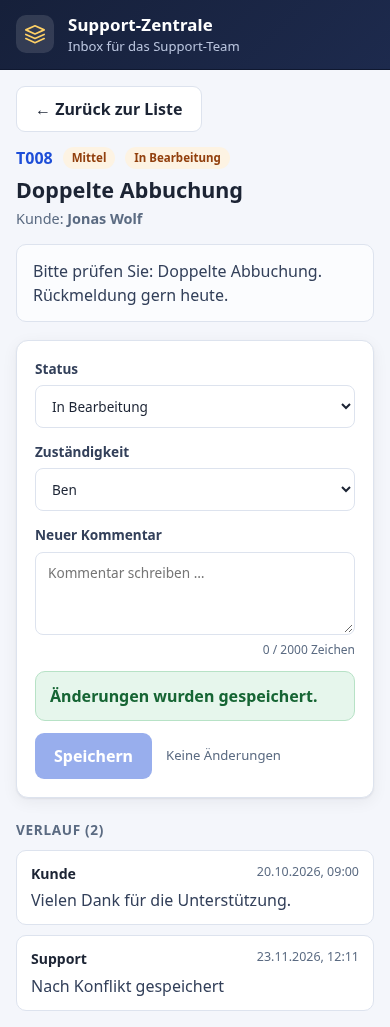 Support-Zentrale
Inbox für das Support-Team
← Zurück zur Liste
T008 Mittel In Bearbeitung
Doppelte Abbuchung
Kunde: Jonas Wolf
Bitte prüfen Sie: Doppelte Abbuchung.
Rückmeldung gern heute.
Status
In Bearbeitung
Zuständigkeit
Ben
Neuer Kommentar
Kommentar schreiben …
0 / 2000 Zeichen
Änderungen wurden gespeichert.
Speichern Keine Änderungen
VERLAUF (2)
Kunde 20.10.2026, 09:00
Vielen Dank für die Unterstützung.
Support 23.11.2026, 12:11
Nach Konflikt gespeichert